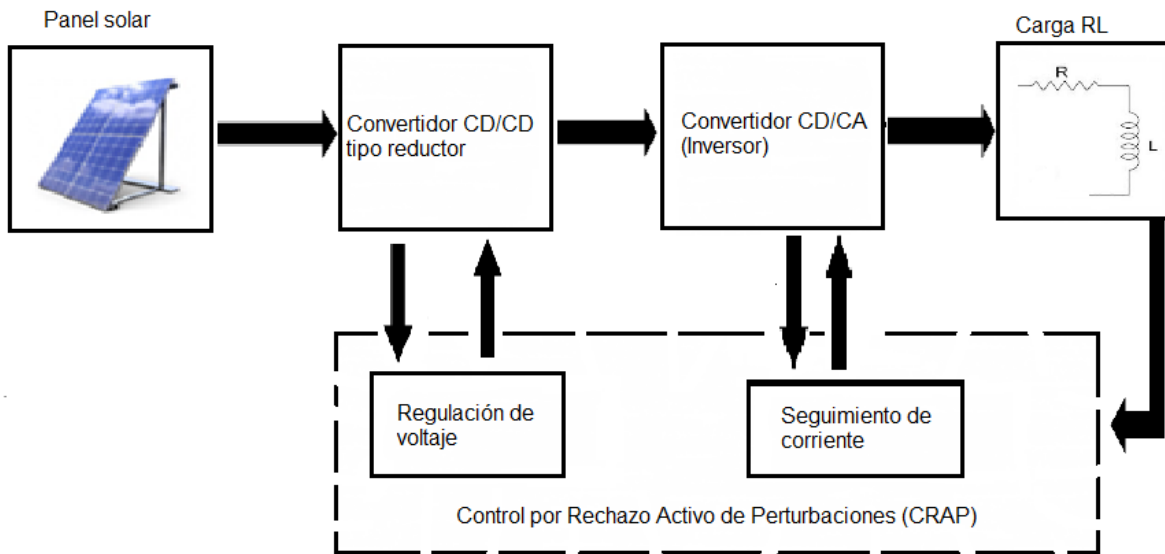 Panel solar
Carga RL
Convertidor CD/CD
tipo reductor
Convertidor CD/CA
(Inversor)
R
L
Regulación de
voltaje
Seguimiento de
corriente
Control por Rechazo Activo de Perturbaciones (CRAP)